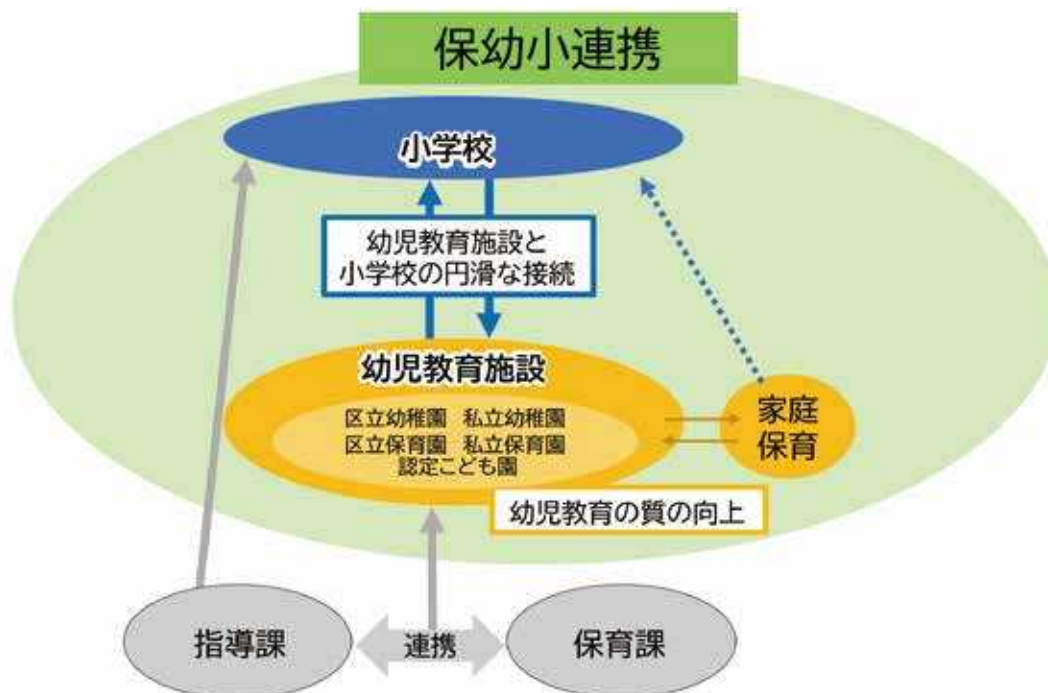 保幼小連携
小学校
幼児教育施設と
小学校の円滑な接続
幼児教育施設
区立幼稚園 私立幼稚園
区立保育園 私立保育園
認定こども園
家庭
保育
幼児教育の質の向上
指導課
連携
保育課